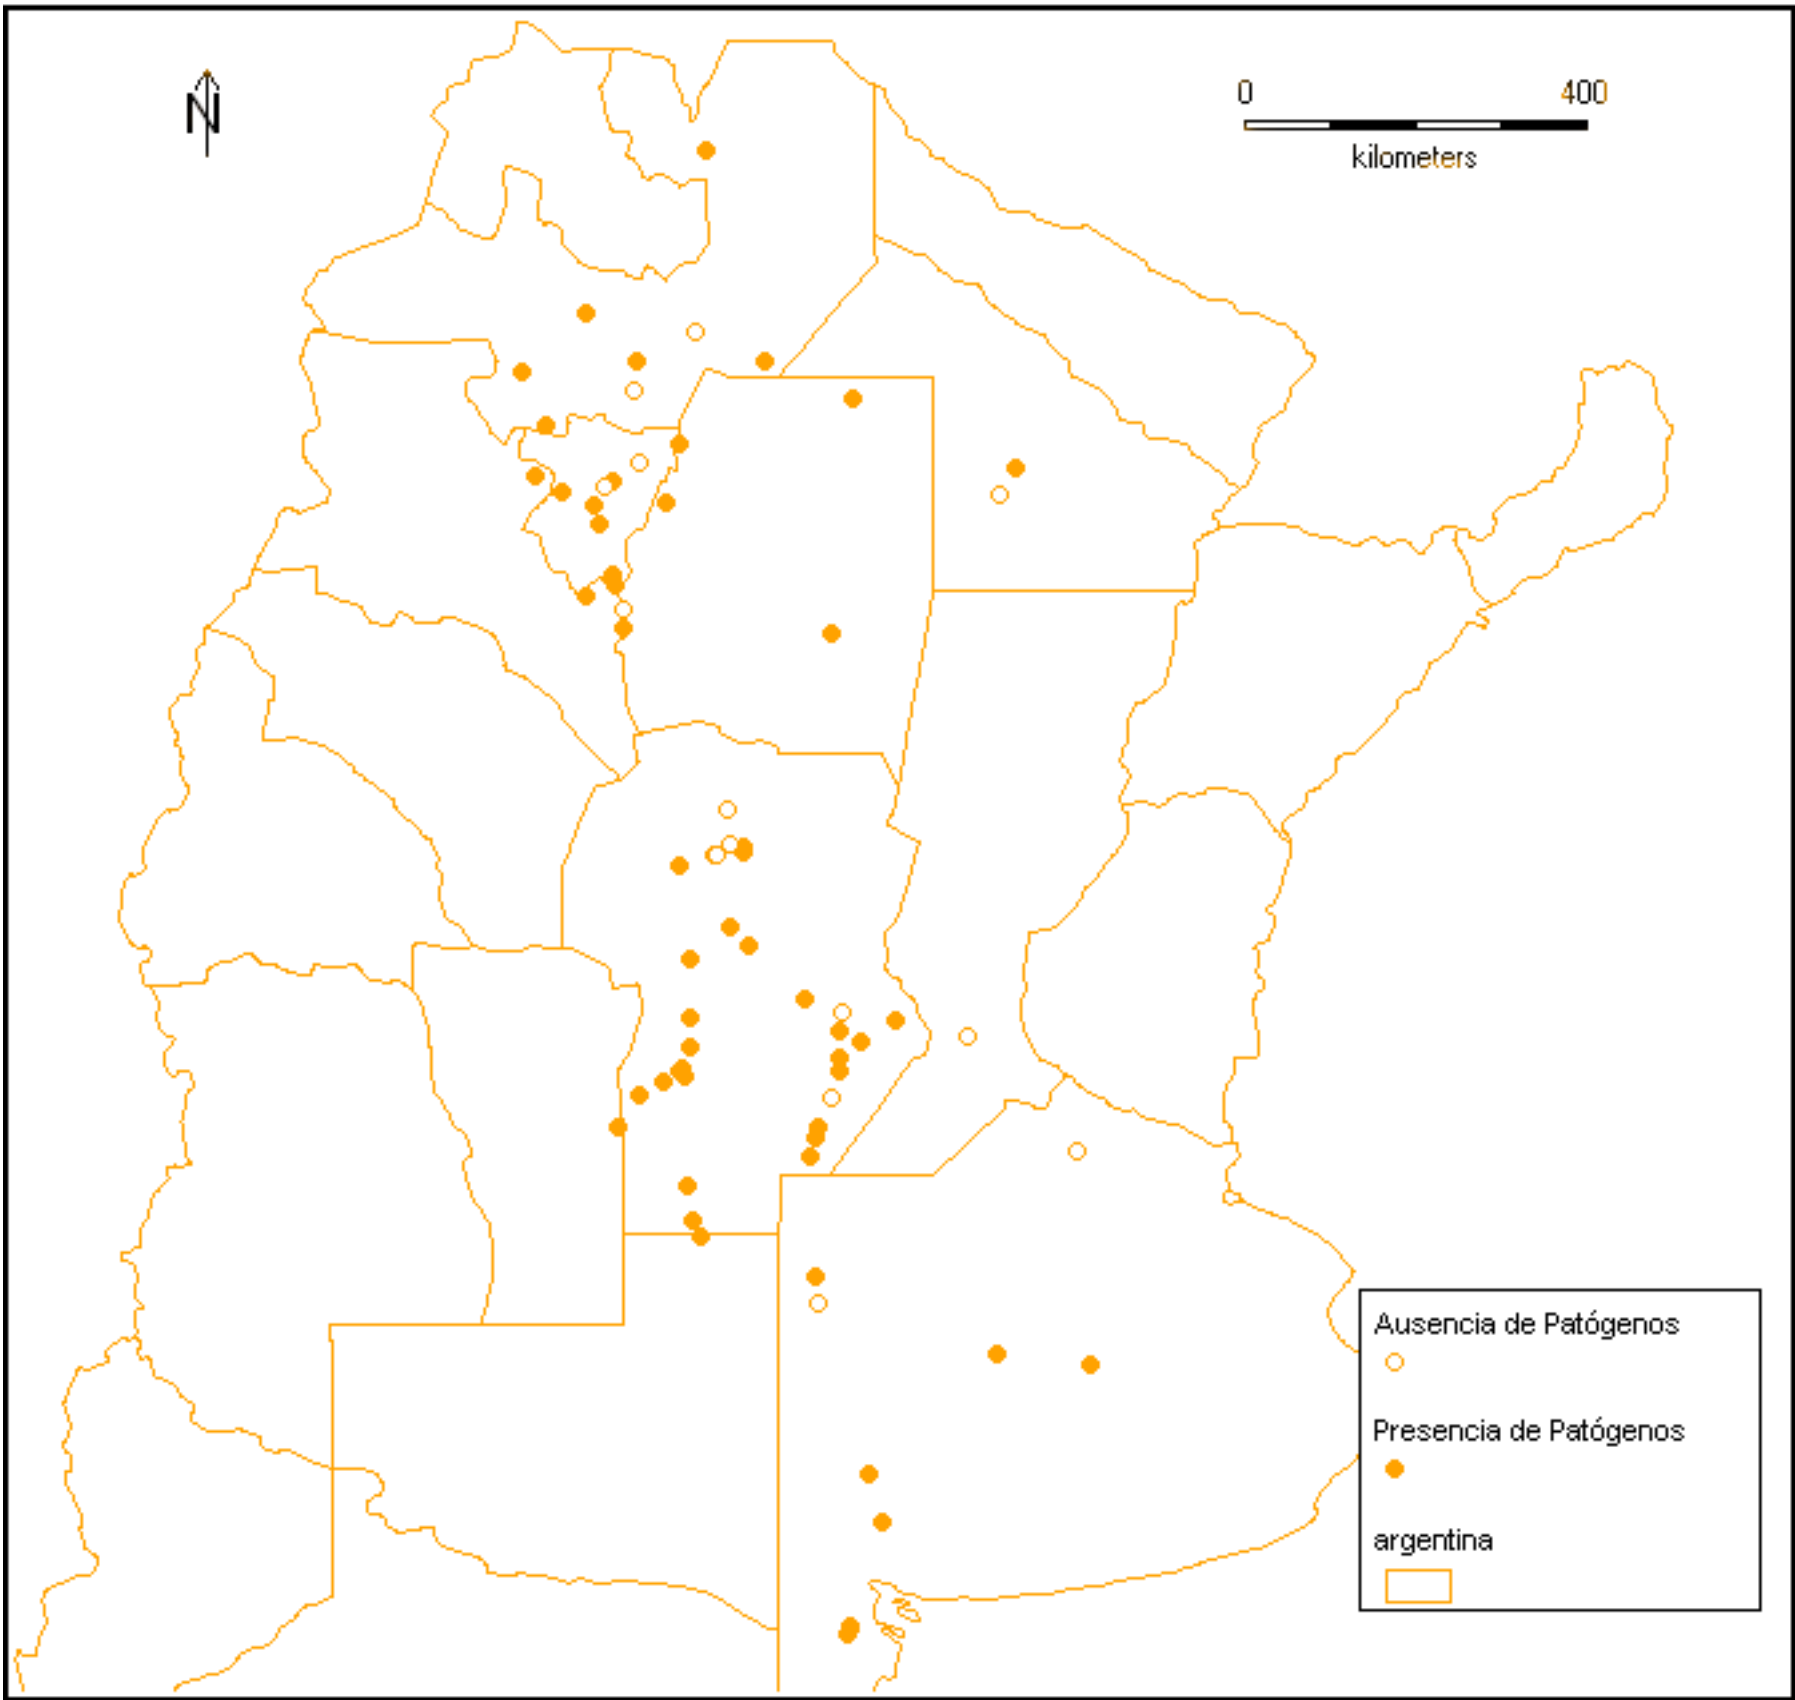 N
0 400
kilometers
Ausencia de Patógenos
Presencia de Patógenos
argentina